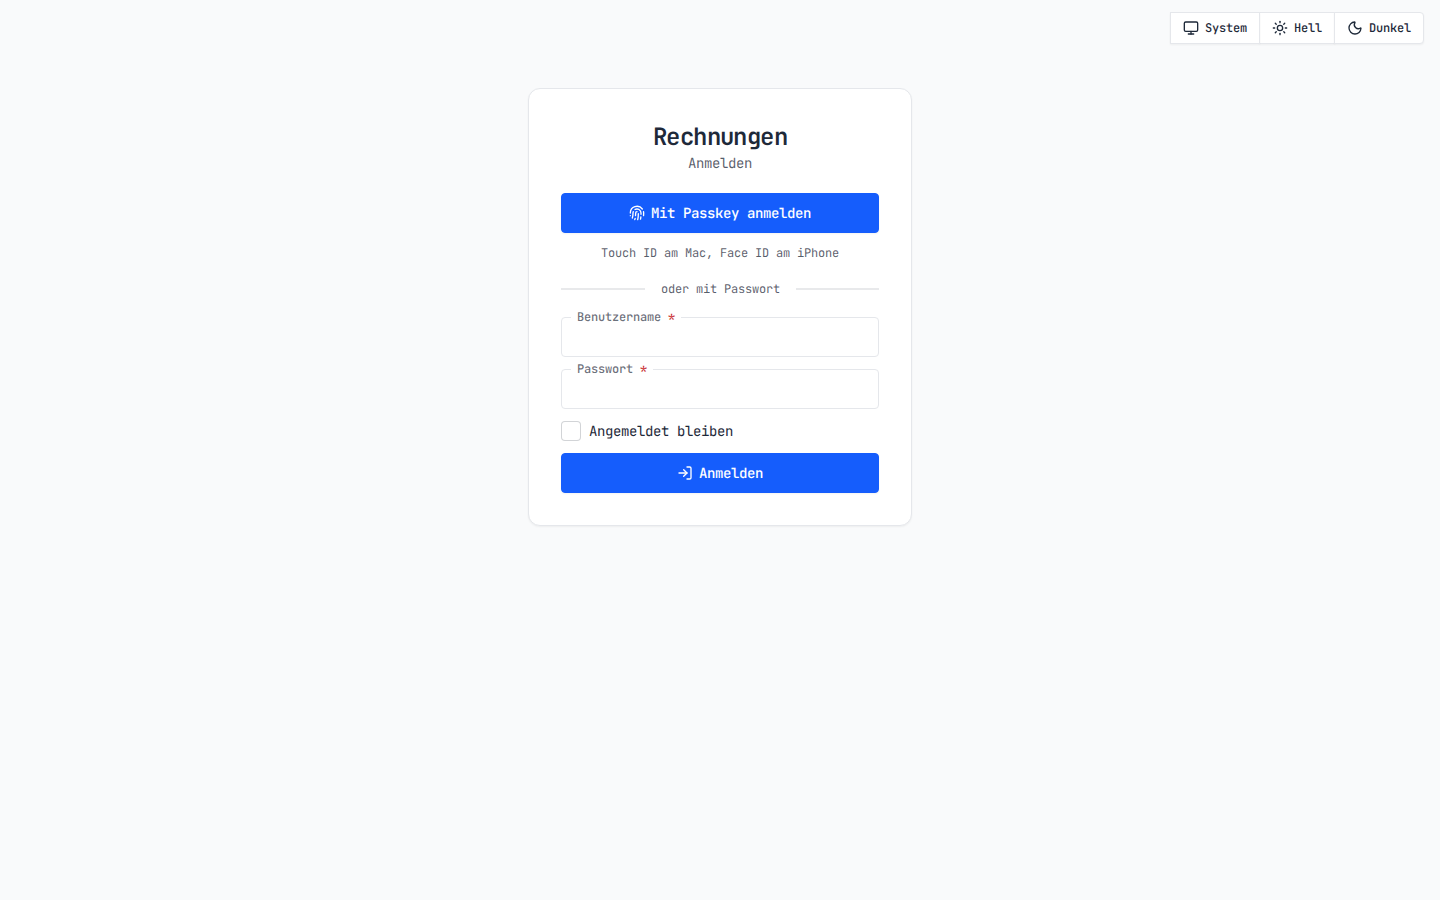 System Hell Dunkel
Rechnungen
Anmelden
Mit Passkey anmelden
Touch ID am Mac, Face ID am iPhone
oder mit Passwort
Benutzername *
Passwort *
Angemeldet bleiben
Anmelden